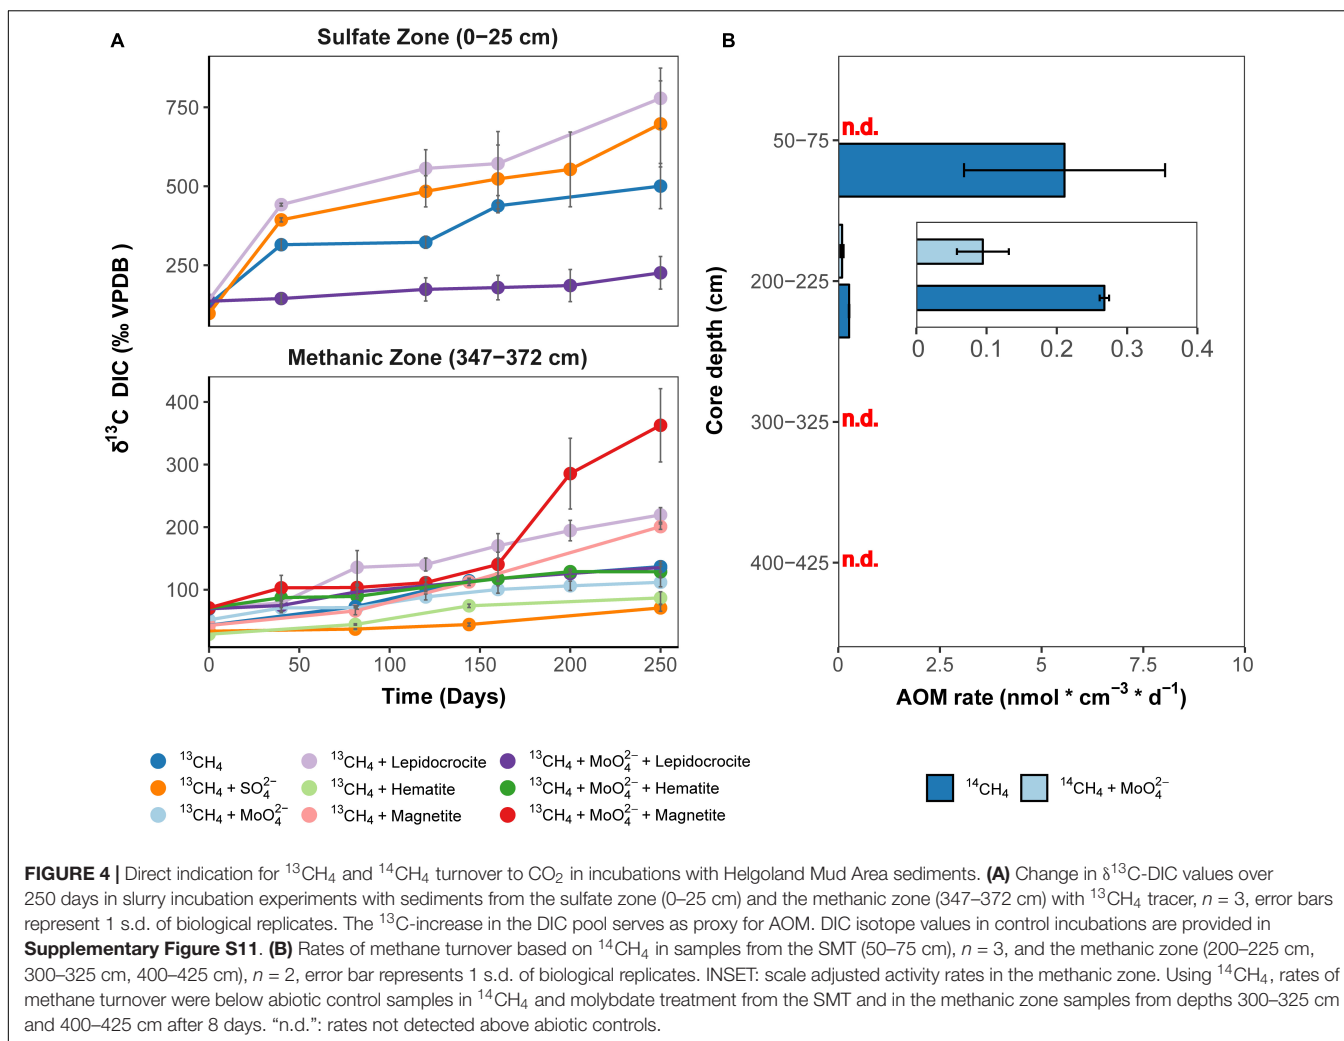 A
Sulfate Zone (0−25 cm)
750
500
250
Methanic Zone (347−372 cm)
400
300
200
100
0 50 100 150 200 250
Time (Days)
δ¹³C DIC (‰ VPDB )
B
n.d.
50−75
200−225
0 0.1 0.2 0.3 0.4
n.d.
300−325
n.d.
400−425
0 2.5 5 7.5 10
AOM rate (nmol * cm⁻³ * d⁻¹)
Core depth (cm)
¹³CH₄ ¹³CH₄ + Lepidocrocite ¹³CH₄ + MoO₄²⁻ + Lepidocrocite
¹³CH₄ + SO₄²⁻ ¹³CH₄ + Hematite ¹³CH₄ + MoO₄²⁻ + Hematite
¹³CH₄ + MoO₄²⁻ ¹³CH₄ + Magnetite ¹³CH₄ + MoO₄²⁻ + Magnetite
¹⁴CH₄ ¹⁴CH₄ + MoO₄²⁻
FIGURE 4 | Direct indication for ¹³CH₄ and ¹⁴CH₄ turnover to CO₂ in incubations with Helgoland Mud Area sediments. (A) Change in δ¹³C-DIC values over
250 days in slurry incubation experiments with sediments from the sulfate zone (0–25 cm) and the methanic zone (347–372 cm) with ¹³CH₄ tracer, n = 3, error bars
represent 1 s.d. of biological replicates. The ¹³C-increase in the DIC pool serves as proxy for AOM. DIC isotope values in control incubations are provided in
Supplementary Figure S11. (B) Rates of methane turnover based on ¹⁴CH₄ in samples from the SMT (50–75 cm), n = 3, and the methanic zone (200–225 cm,
300–325 cm, 400–425 cm), n = 2, error bar represents 1 s.d. of biological replicates. INSET: scale adjusted activity rates in the methanic zone. Using ¹⁴CH₄, rates of
methane turnover were below abiotic control samples in ¹⁴CH₄ and molybdate treatment from the SMT and in the methanic zone samples from depths 300–325 cm
and 400–425 cm after 8 days. “n.d.”: rates not detected above abiotic controls.